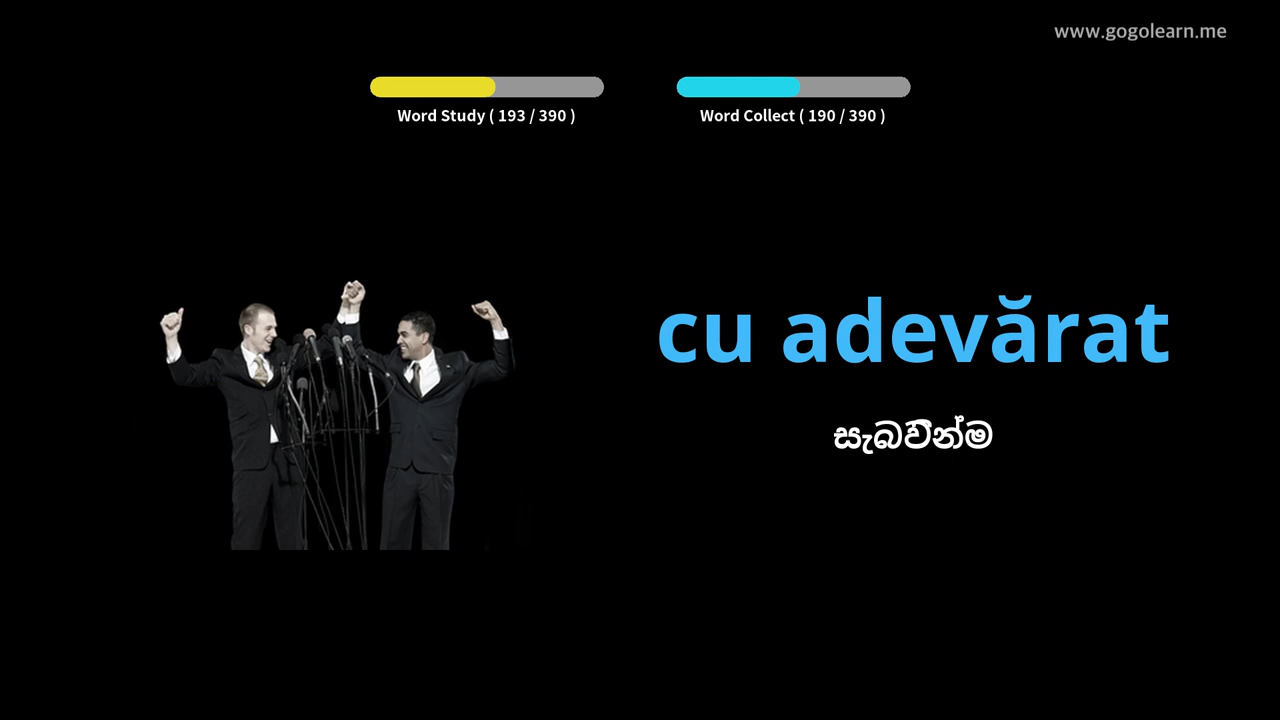 www.gogolearn.me
Word Study ( 193 / 390 )
Word Collect ( 190 / 390 )
cu adevărat
සැබවින්ම